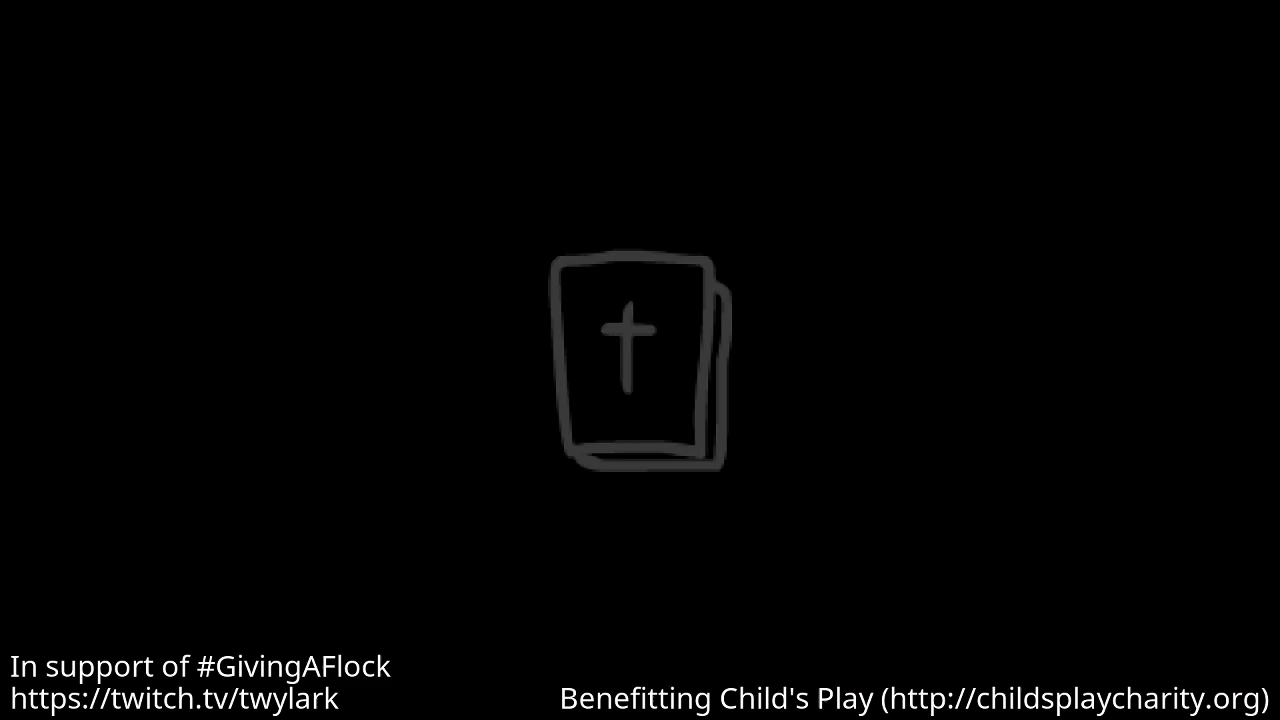 In support of #GivingAFlock
https://twitch.tv/twylark
Benefitting Child's Play (http://childsplaycharity.org)